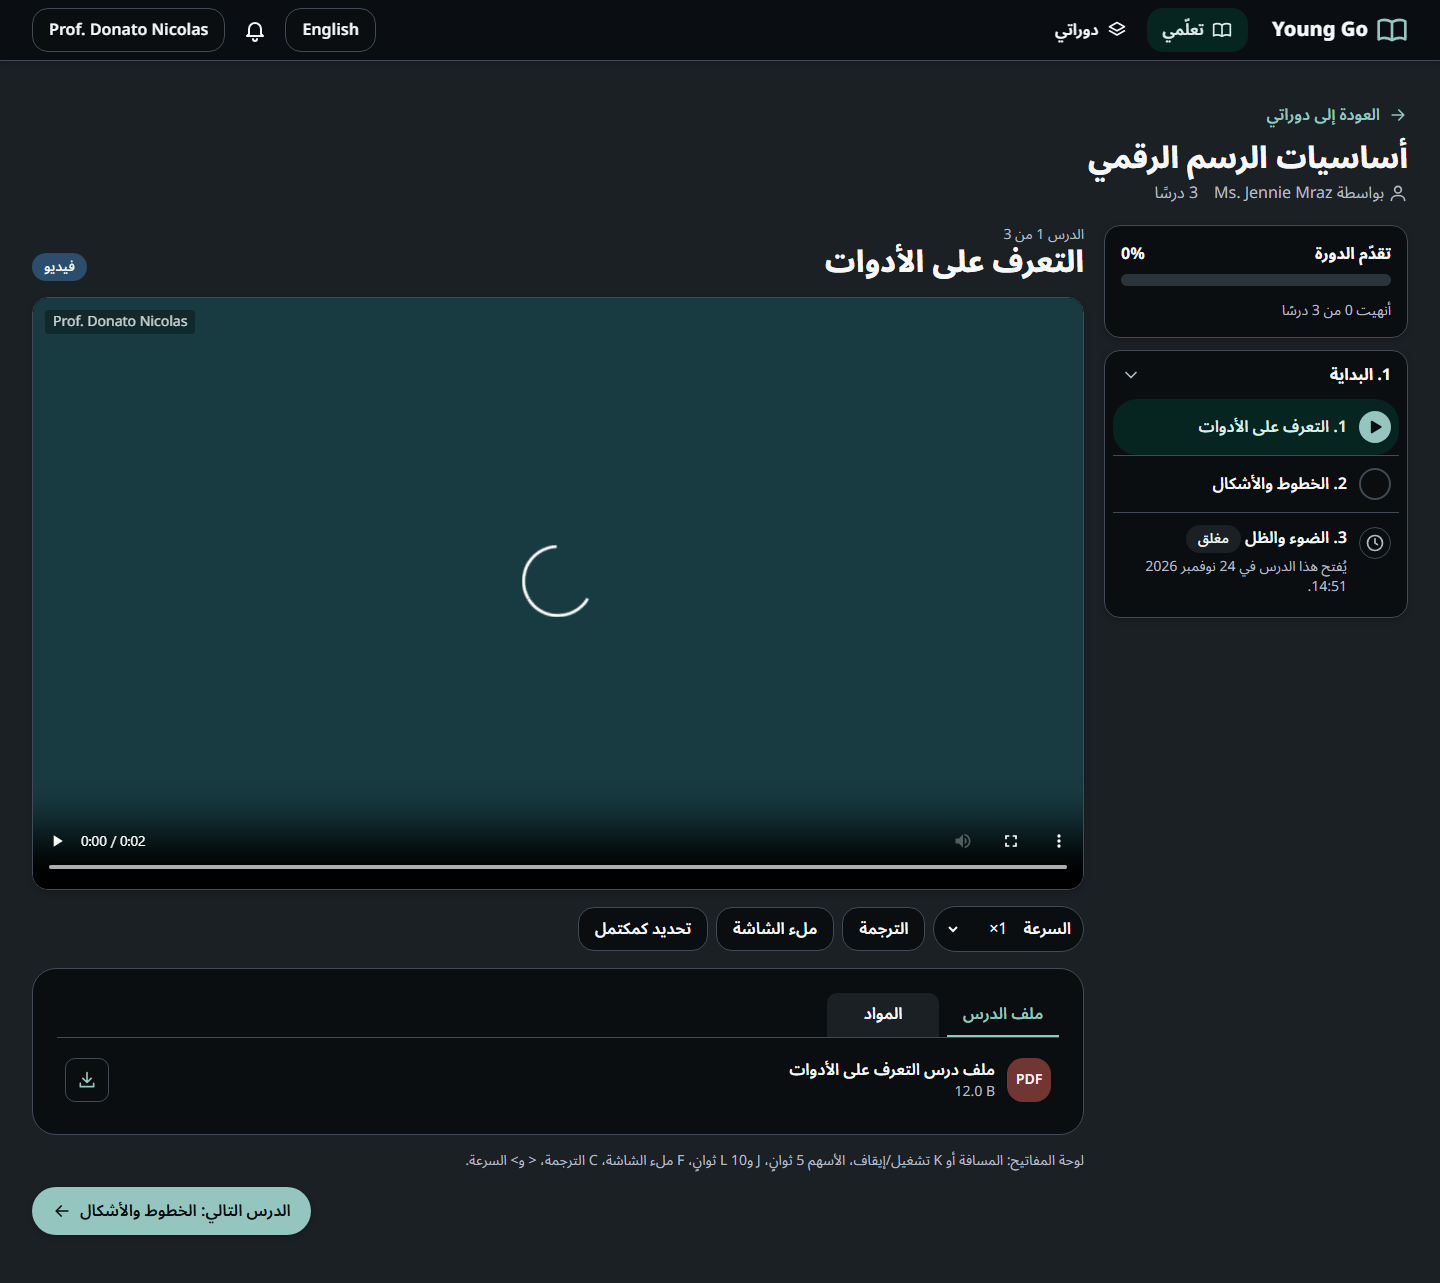 Young Go
تعلّمي
دوراتي
English
Prof. Donato Nicolas
العودة إلى دوراتي
أساسيات الرسم الرقمي
بواسطة Ms. Jennie Mraz
3 درسًا
تقدّم الدورة
0%
أنهيت 0 من 3 درسًا
1. البداية
1. التعرف على الأدوات
2. الخطوط والأشكال
3. الضوء والظل مغلق
يُفتح هذا الدرس في 24 نوفمبر 2026
14:51.
الدرس 1 من 3
التعرف على الأدوات
فيديو
Prof. Donato Nicolas
0:00 / 0:02
السرعة
1×
الترجمة
ملء الشاشة
تحديد كمكتمل
ملف الدرس
المواد
PDF
ملف درس التعرف على الأدوات
12.0 B
لوحة المفاتيح: المسافة أو K تشغيل/إيقاف، الأسهم 5 ثوانٍ، J و L 10 ثوانٍ، F ملء الشاشة، C الترجمة، < و> السرعة.
الدرس التالي: الخطوط والأشكال